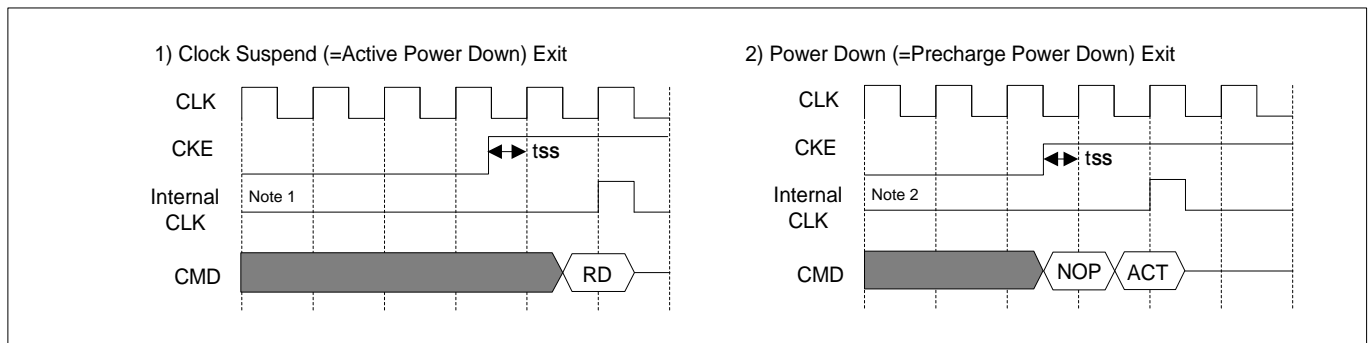 1) Clock Suspend (=Active Power Down) Exit
CLK
CKE
tss
Internal
CLK
Note 1
CMD
RD
2) Power Down (=Precharge Power Down) Exit
CLK
CKE
tss
Internal
CLK
Note 2
CMD
NOP
ACT